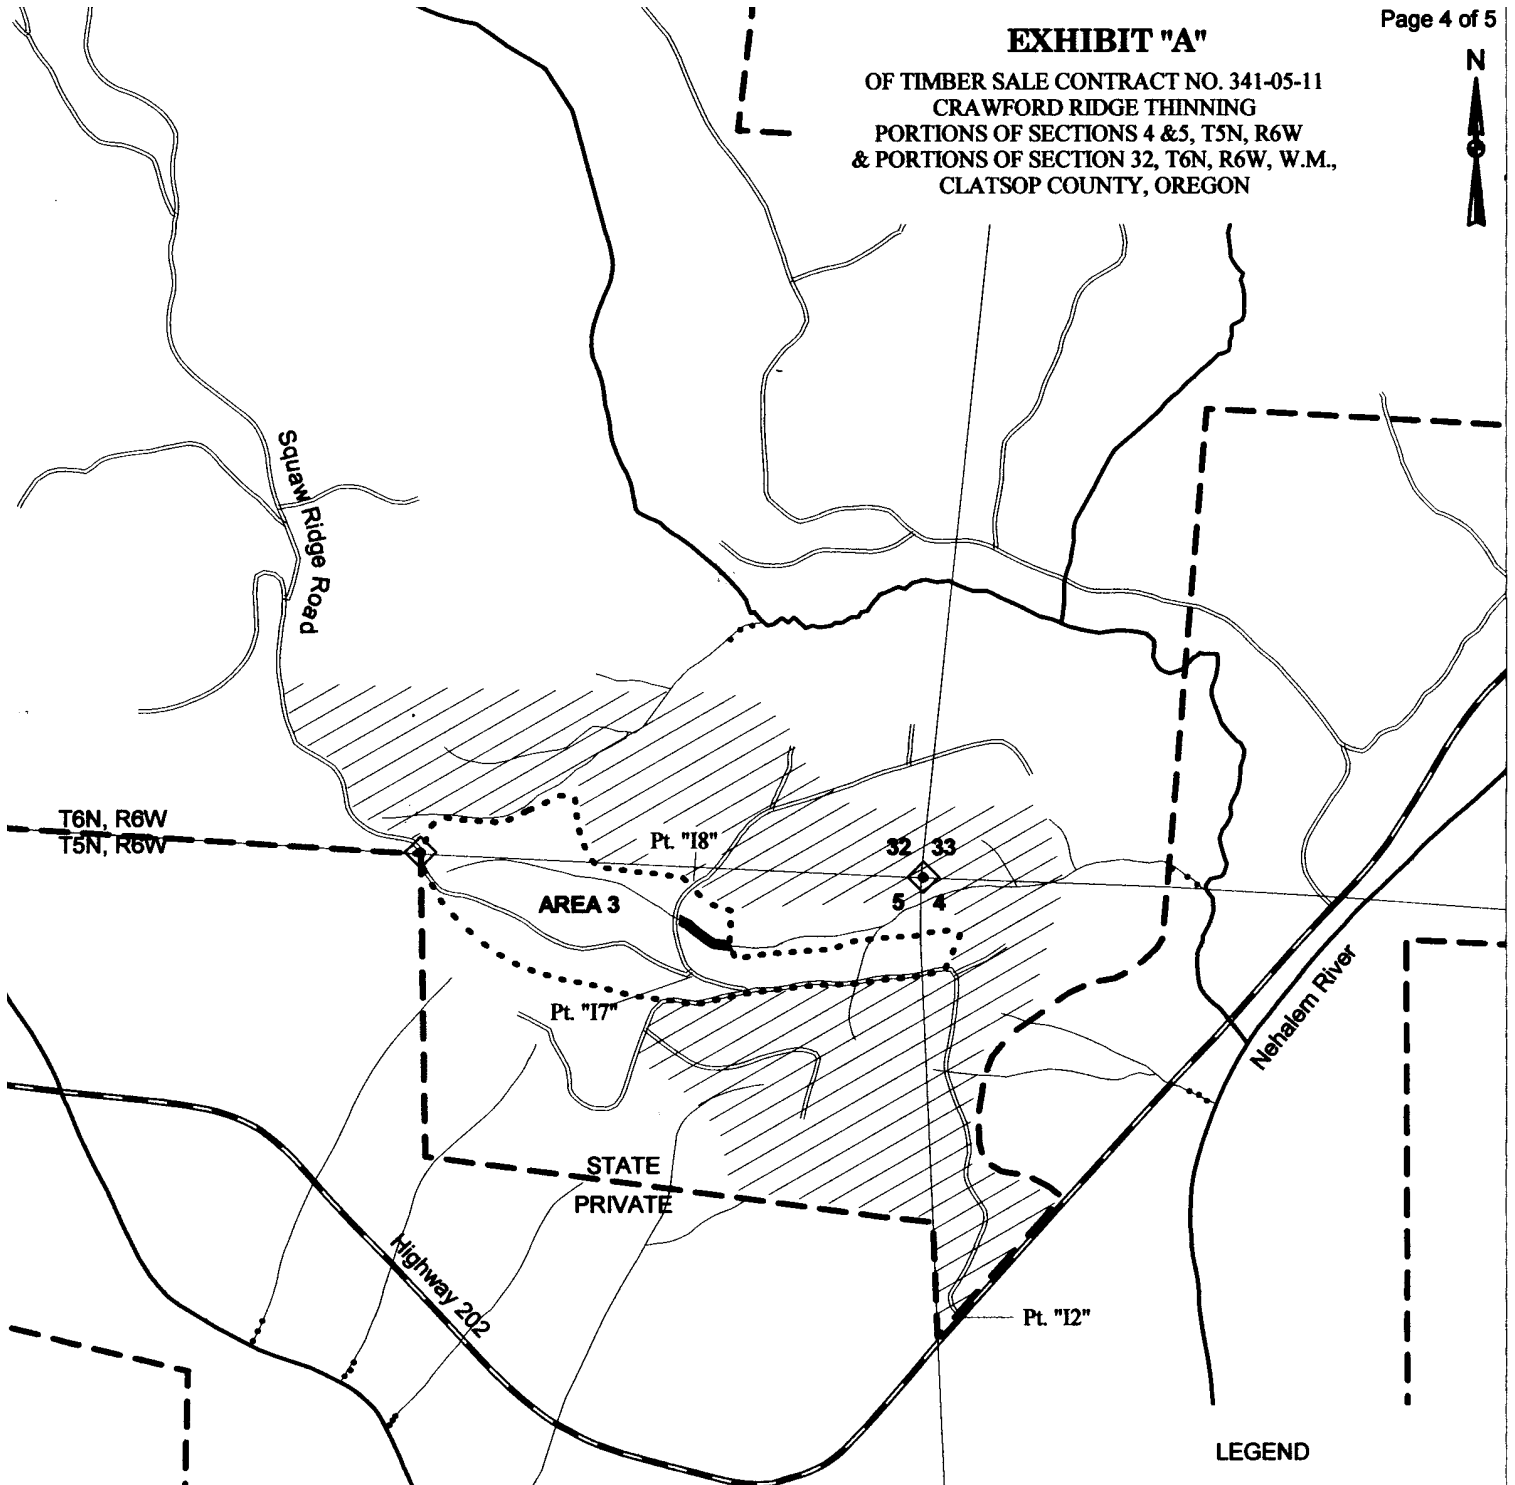 Page 4 of 5
EXHIBIT "A"
OF TIMBER SALE CONTRACT NO. 341-05-11
CRAWFORD RIDGE THINNING
PORTIONS OF SECTIONS 4 &5, T5N, R6W
& PORTIONS OF SECTION 32, T6N, R6W, W.M.,
CLATSOP COUNTY, OREGON
N
Squaw Ridge Road
T6N, R6W
T5N, R6W
Pt. "I8"
32 33
5 4
AREA 3
Pt. "I7"
Nehalem River
STATE
PRIVATE
Highway 202
Pt. "I2"
LEGEND